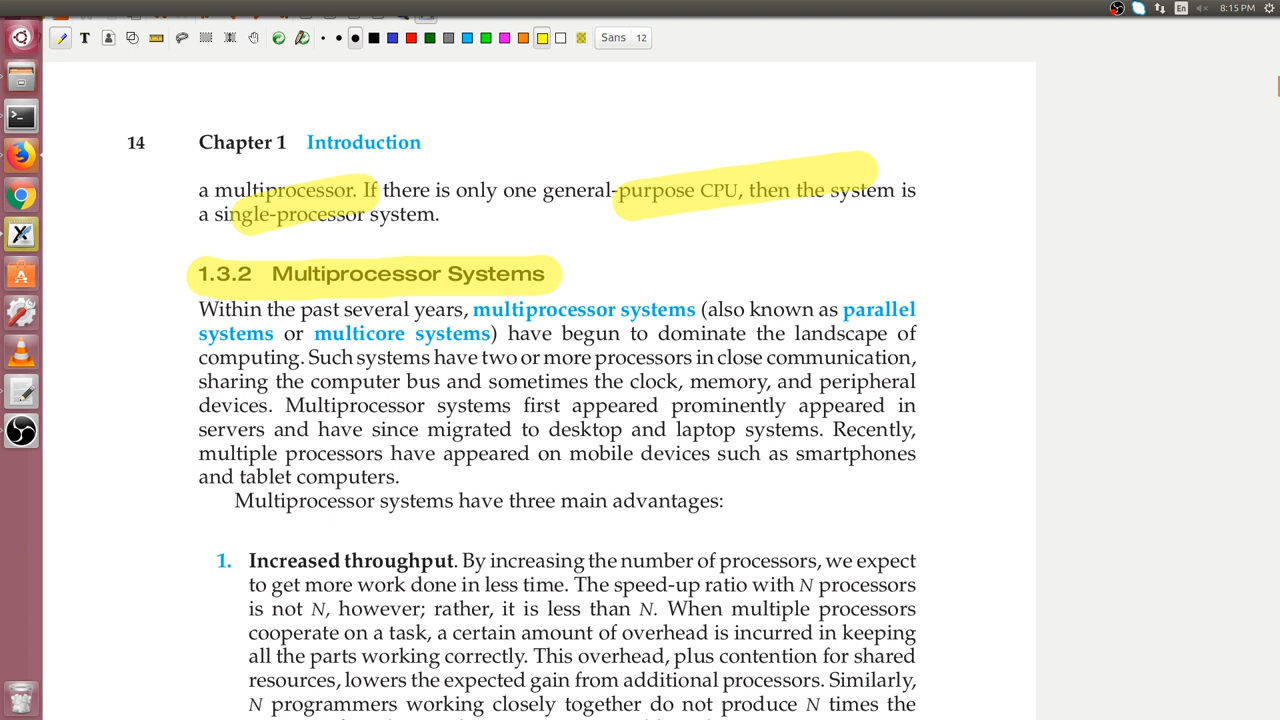 En 8:15 PM
T Sans 12
14 Chapter 1 Introduction
a multiprocessor. If there is only one general-purpose CPU, then the system is
a single-processor system.
1.3.2 Multiprocessor Systems
Within the past several years, multiprocessor systems (also known as parallel
systems or multicore systems) have begun to dominate the landscape of
computing. Such systems have two or more processors in close communication,
sharing the computer bus and sometimes the clock, memory, and peripheral
devices. Multiprocessor systems first appeared prominently appeared in
servers and have since migrated to desktop and laptop systems. Recently,
multiple processors have appeared on mobile devices such as smartphones
and tablet computers.
Multiprocessor systems have three main advantages:
1. Increased throughput. By increasing the number of processors, we expect
to get more work done in less time. The speed-up ratio with N processors
is not N, however; rather, it is less than N. When multiple processors
cooperate on a task, a certain amount of overhead is incurred in keeping
all the parts working correctly. This overhead, plus contention for shared
resources, lowers the expected gain from additional processors. Similarly,
N programmers working closely together do not produce N times the